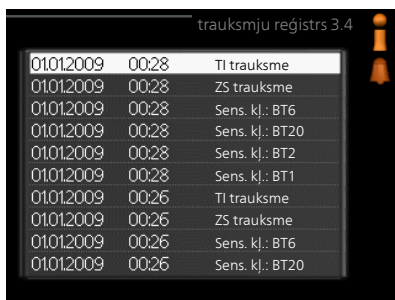 trauksmju reģistrs 3.4
01.01.2009 00:28 TI trauksme
01.01.2009 00:28 ZS trauksme
01.01.2009 00:28 Sens. kļ.: BT6
01.01.2009 00:28 Sens. kļ.: BT20
01.01.2009 00:28 Sens. kļ.: BT2
01.01.2009 00:28 Sens. kļ.: BT1
01.01.2009 00:26 TI trauksme
01.01.2009 00:26 ZS trauksme
01.01.2009 00:26 Sens. kļ.: BT6
01.01.2009 00:26 Sens. kļ.: BT20